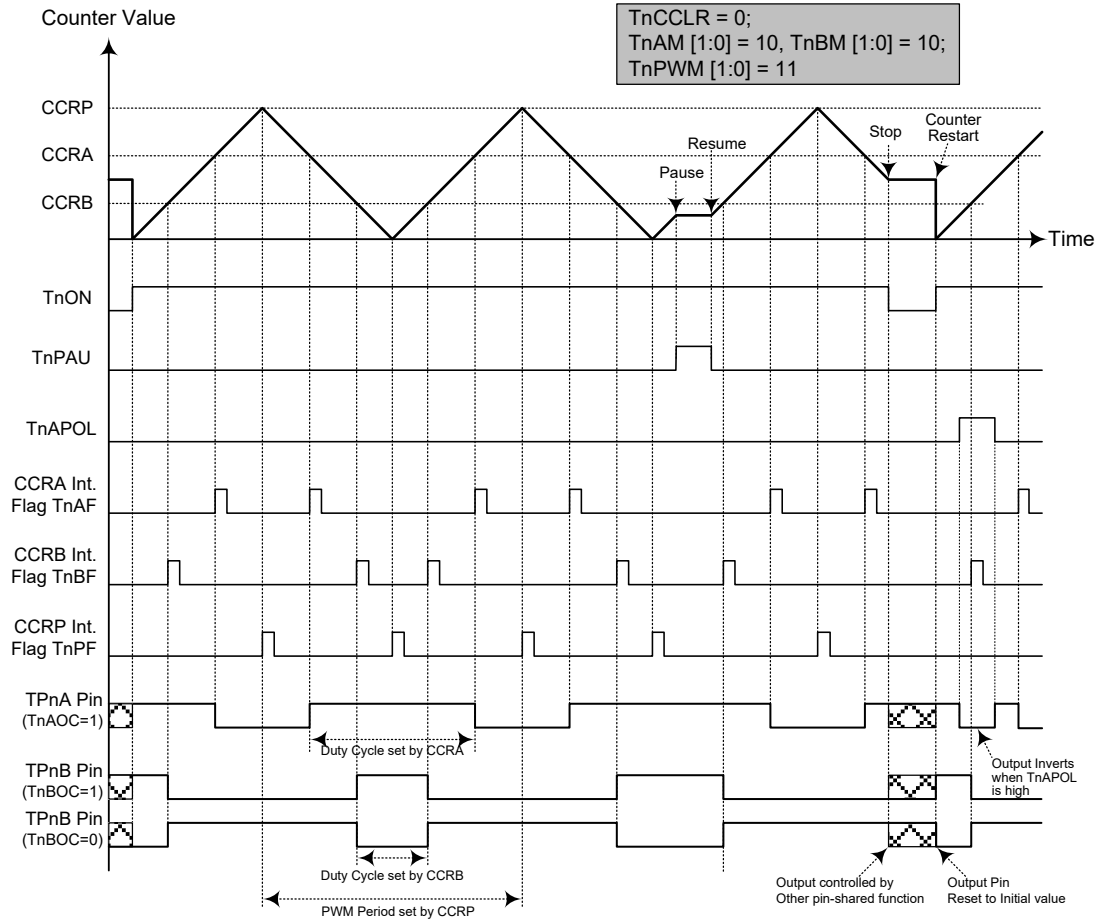 Counter Value
TnCCLR = 0;
TnAM [1:0] = 10, TnBM [1:0] = 10;
TnPWM [1:0] = 11
CCRP
CCRA
CCRB
Pause
Resume
Stop
Counter
Restart
Time
TnON
TnPAU
TnAPOL
CCRA Int.
Flag TnAF
CCRB Int.
Flag TnBF
CCRP Int.
Flag TnPF
TPnA Pin
(TnAOC=1)
Duty Cycle set by CCRA
Output Inverts
when TnAPOL
is high
TPnB Pin
(TnBOC=1)
TPnB Pin
(TnBOC=0)
Duty Cycle set by CCRB
PWM Period set by CCRP
Output controlled by
Other pin-shared function
Output Pin
Reset to Initial value